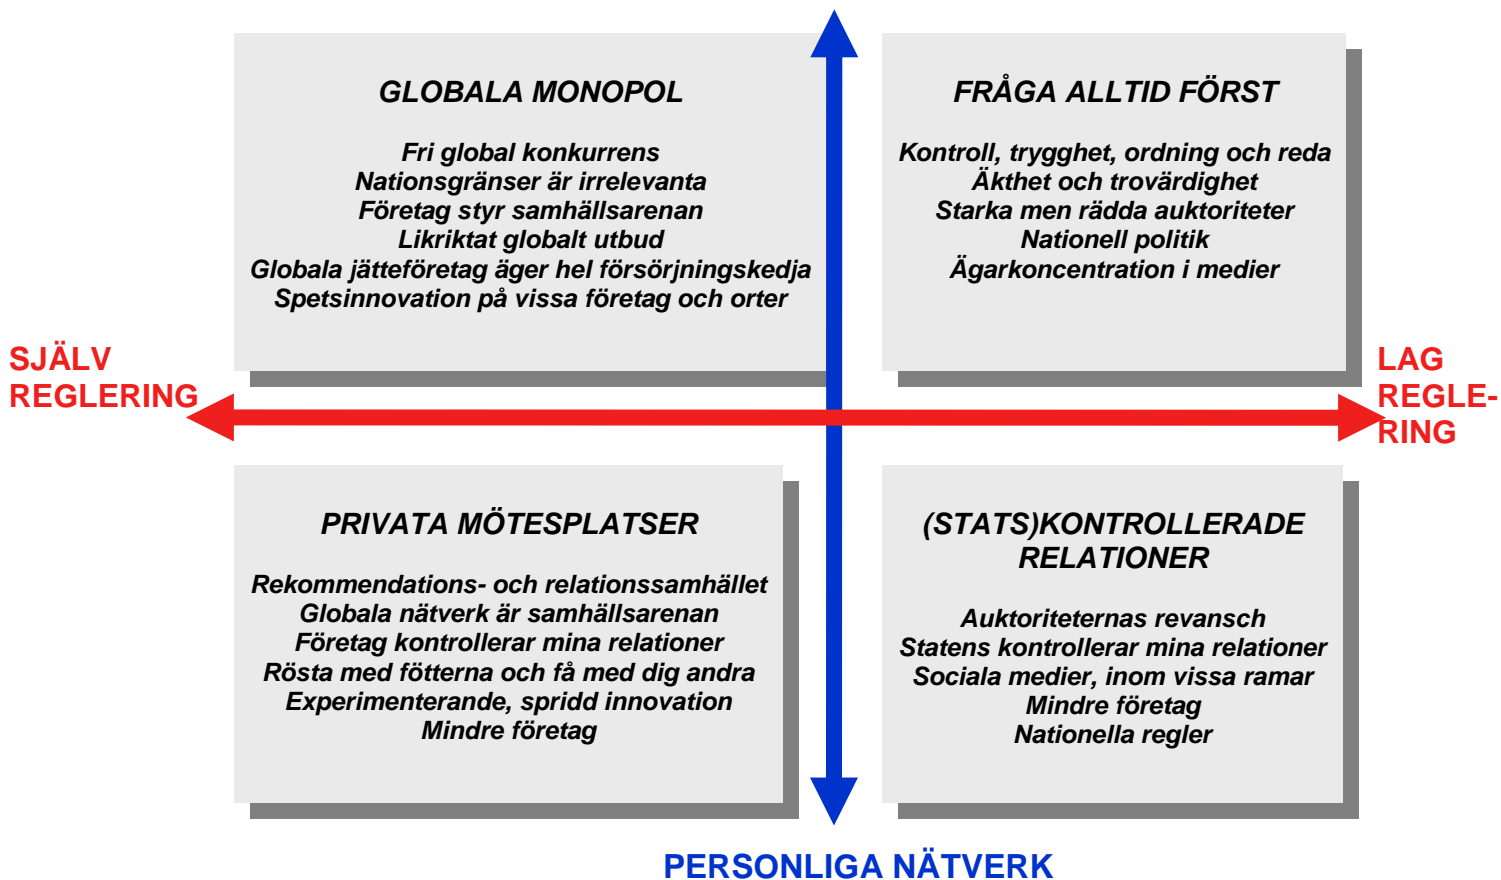 GLOBALA MONOPOL
Fri global konkurrens
Nationsgränser är irrelevanta
Företag styr samhällsarenan
Likriktat globalt utbud
Globala jätteföretag äger hel försörjningskedja
Spetsinnovation på vissa företag och orter
FRÅGA ALLTID FÖRST
Kontroll, trygghet, ordning och reda
Äkthet och trovärdighet
Starka men rädda auktoriteter
Nationell politik
Ägarkoncentration i medier
SJÄLV
REGLERING
LAG
REGLE-
RING
PRIVATA MÖTESPLATSER
Rekommendations- och relationssamhället
Globala nätverk är samhällsarenan
Företag kontrollerar mina relationer
Rösta med fötterna och få med dig andra
Experimenterande, spridd innovation
Mindre företag
(STATS)KONTROLLERADE
RELATIONER
Auktoriteternas revansch
Statens kontrollerar mina relationer
Sociala medier, inom vissa ramar
Mindre företag
Nationella regler
PERSONLIGA NÄTVERK